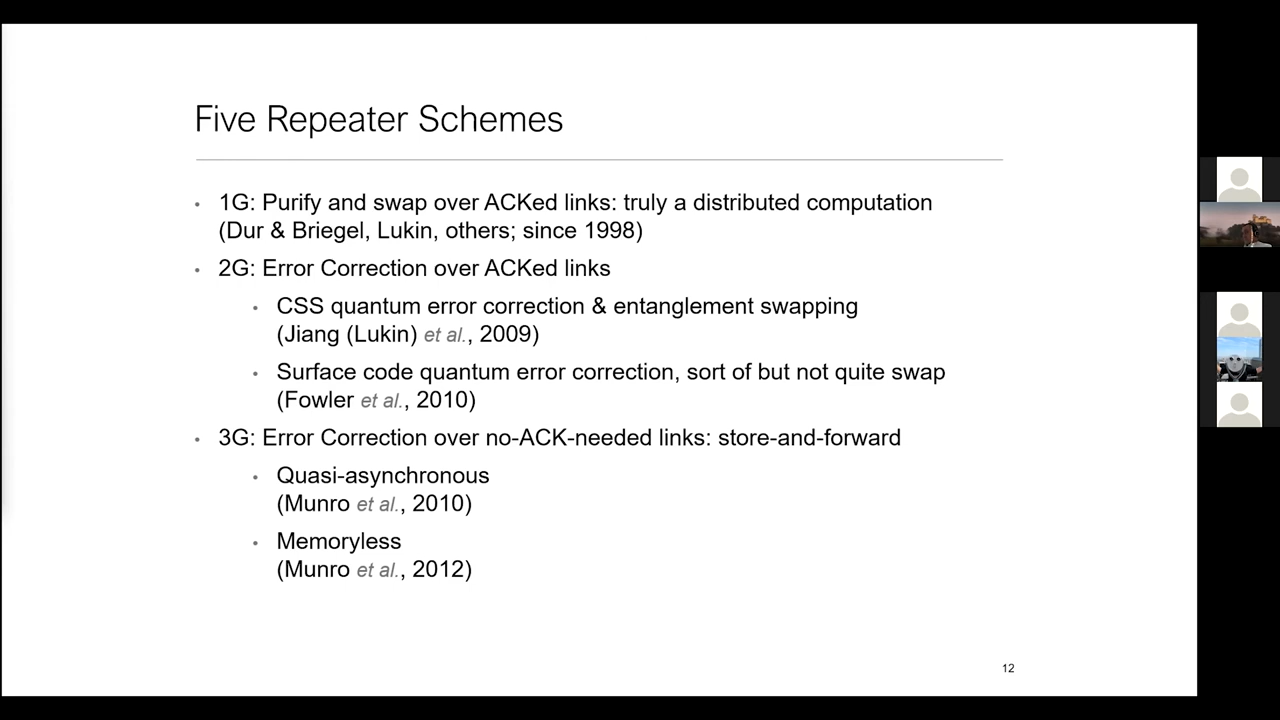 Five Repeater Schemes
• 1G: Purify and swap over ACKed links: truly a distributed computation
(Dur & Briegel, Lukin, others; since 1998)
• 2G: Error Correction over ACKed links
• CSS quantum error correction & entanglement swapping
(Jiang (Lukin) et al., 2009)
• Surface code quantum error correction, sort of but not quite swap
(Fowler et al., 2010)
• 3G: Error Correction over no-ACK-needed links: store-and-forward
• Quasi-asynchronous
(Munro et al., 2010)
• Memoryless
(Munro et al., 2012)
12